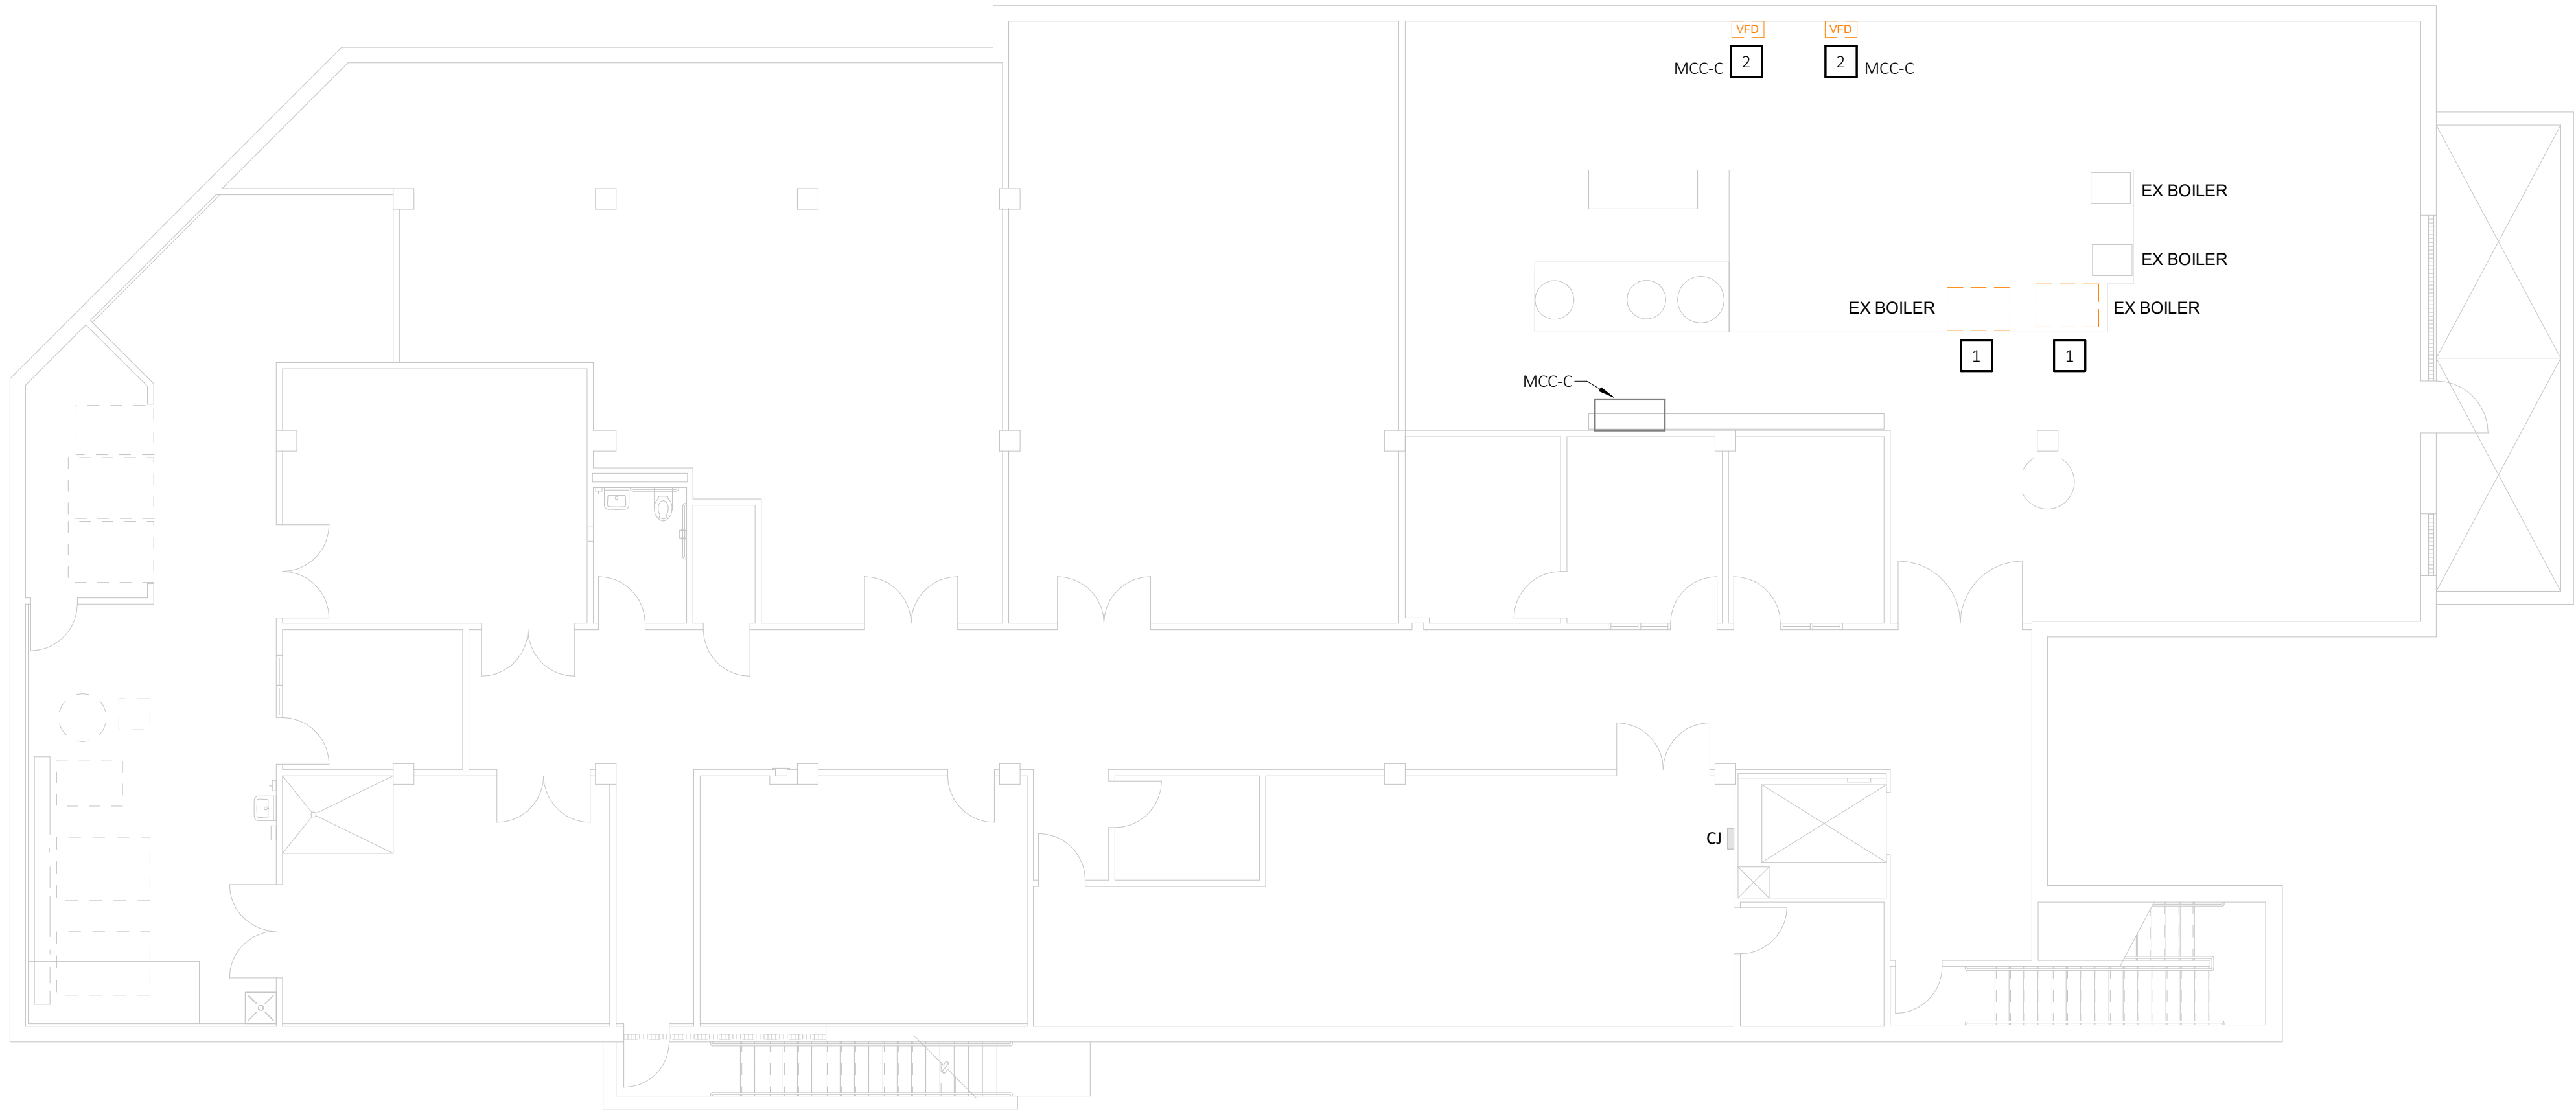 VFD VFD
MCC-C 2 2 MCC-C
EX BOILER
EX BOILER
EX BOILER EX BOILER
1 1
MCC-C
CJ